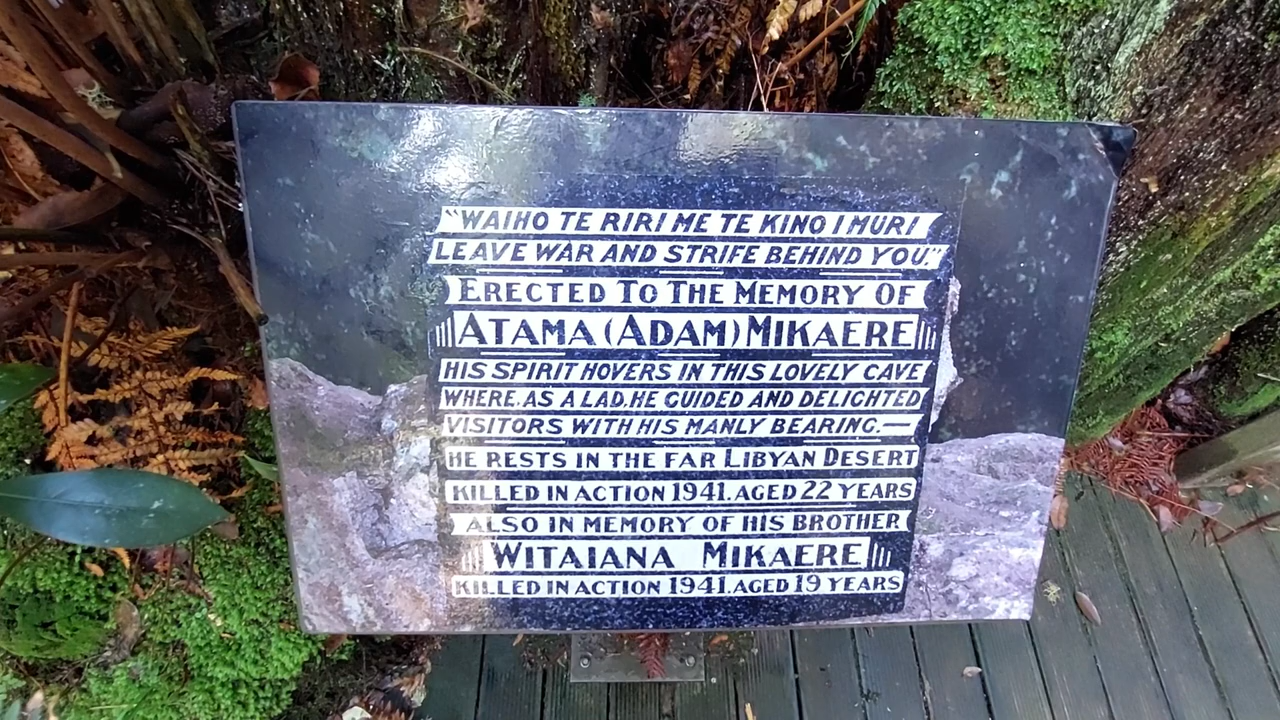 "WAIHO TE RIRI ME TE KINO I MURI
LEAVE WAR AND STRIFE BEHIND YOU."
ERECTED TO THE MEMORY OF
ATAMA (ADAM) MIKAERE
HIS SPIRIT HOVERS IN THIS LOVELY CAVE
WHERE, AS A LAD, HE GUIDED AND DELIGHTED
VISITORS WITH HIS MANLY BEARING.—
HE RESTS IN THE FAR LIBYAN DESERT
KILLED IN ACTION 1941. AGED 22 YEARS
ALSO IN MEMORY OF HIS BROTHER
WITAIANA MIKAERE
KILLED IN ACTION 1941. AGED 19 YEARS